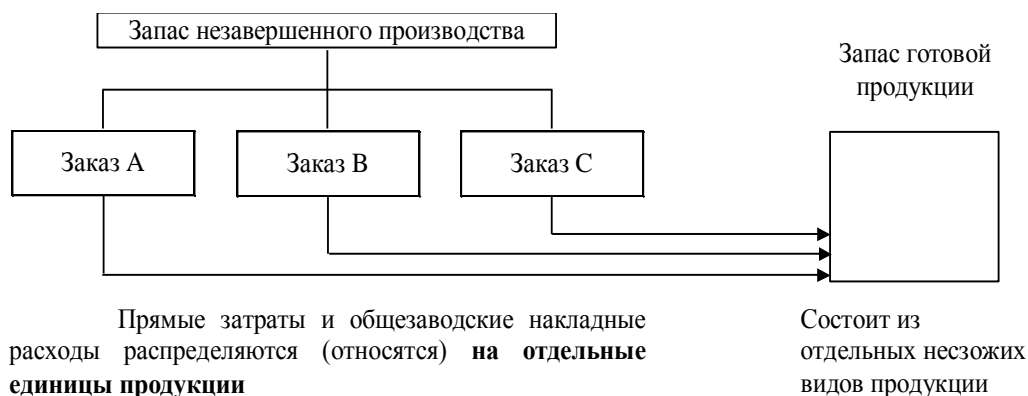 Запас незавершенного производства
Запас готовой
продукции
Заказ A
Заказ B
Заказ C
Прямые затраты и общезаводские накладные
расходы распределяются (относятся) на отдельные
единицы продукции
Состоит из
отдельных несзожих
видов продукции